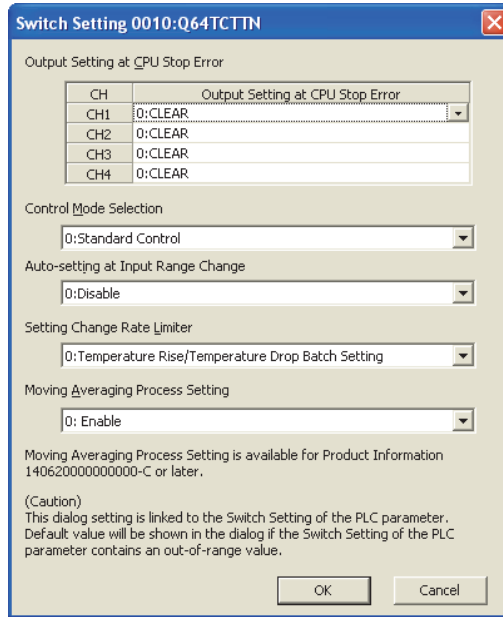 Switch Setting 0010:Q64TCTTN
Output Setting at CPU Stop Error
CH Output Setting at CPU Stop Error
CH1 0:CLEAR
CH2 0:CLEAR
CH3 0:CLEAR
CH4 0:CLEAR
Control Mode Selection
0:Standard Control
Auto-setting at Input Range Change
0:Disable
Setting Change Rate Limiter
0:Temperature Rise/Temperature Drop Batch Setting
Moving Averaging Process Setting
0: Enable
Moving Averaging Process Setting is available for Product Information
140620000000000-C or later.
(Caution)
This dialog setting is linked to the Switch Setting of the PLC parameter.
Default value will be shown in the dialog if the Switch Setting of the PLC
parameter contains an out-of-range value.
OK Cancel